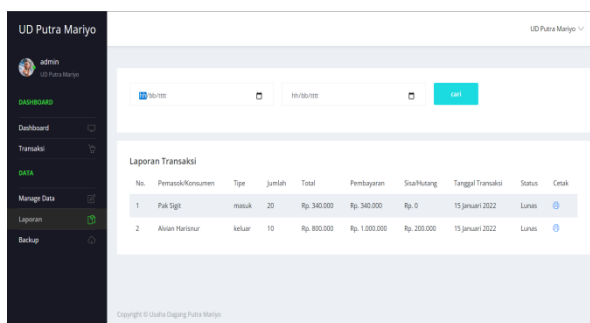 UD Putra Mariyo
UD Putra Mariyo
admin
UD Putra Mariyo
DASHBOARD
Dashboard
Transaksi
DATA
Manage Data
Laporan
Backup
hh/bb/tttt
hh/bb/tttt
cari
Laporan Transaksi
No. Pemasok/Konsumen Tipe Jumlah Total Pembayaran Sisa/Hutang Tanggal Transaksi Status Cetak
1 Pak Sigit masuk 20 Rp. 340.000 Rp. 340.000 Rp. 0 15 Januari 2022 Lunas
2 Alvian Harisnur keluar 10 Rp. 800.000 Rp. 1.000.000 Rp. 200.000 15 Januari 2022 Lunas
Copyright © Usaha Dagang Putra Mariyo